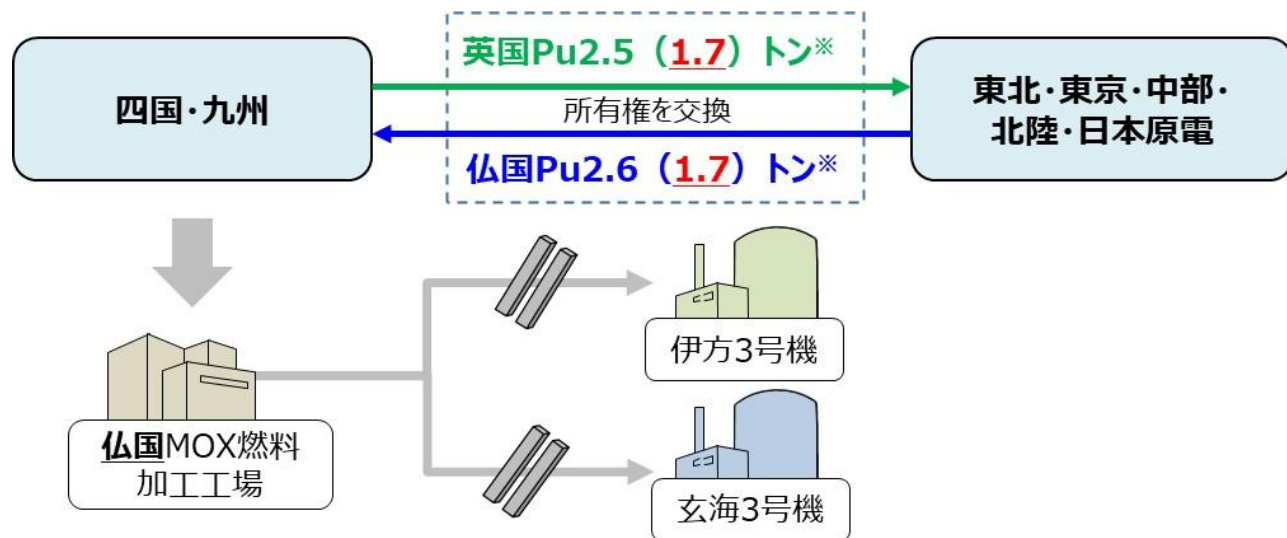 英国Pu2.5（1.7）トン※
四国・九州
所有権を交換
東北・東京・中部・
北陸・日本原電
仏国Pu2.6（1.7）トン※
伊方3号機
仏国MOX燃料
加工工場
玄海3号機